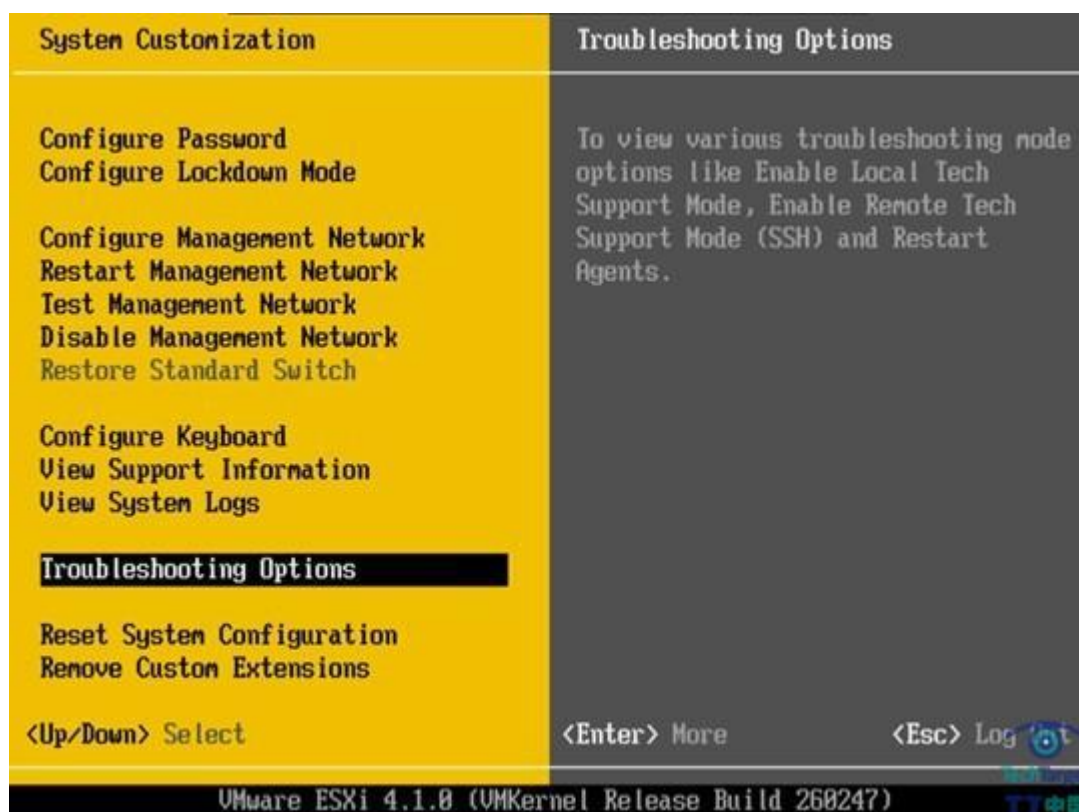 System Customization
Configure Password
Configure Lockdown Mode
Configure Management Network
Restart Management Network
Test Management Network
Disable Management Network
Restore Standard Switch
Configure Keyboard
View Support Information
View System Logs
Troubleshooting Options
Reset System Configuration
Remove Custom Extensions
<Up/Down> Select
Troubleshooting Options
To view various troubleshooting mode
options like Enable Local Tech
Support Mode, Enable Remote Tech
Support Mode (SSH) and Restart
Agents.
<Enter> More
<Esc> Log
VMware ESXi 4.1.0 (VMKernel Release Build 260247)